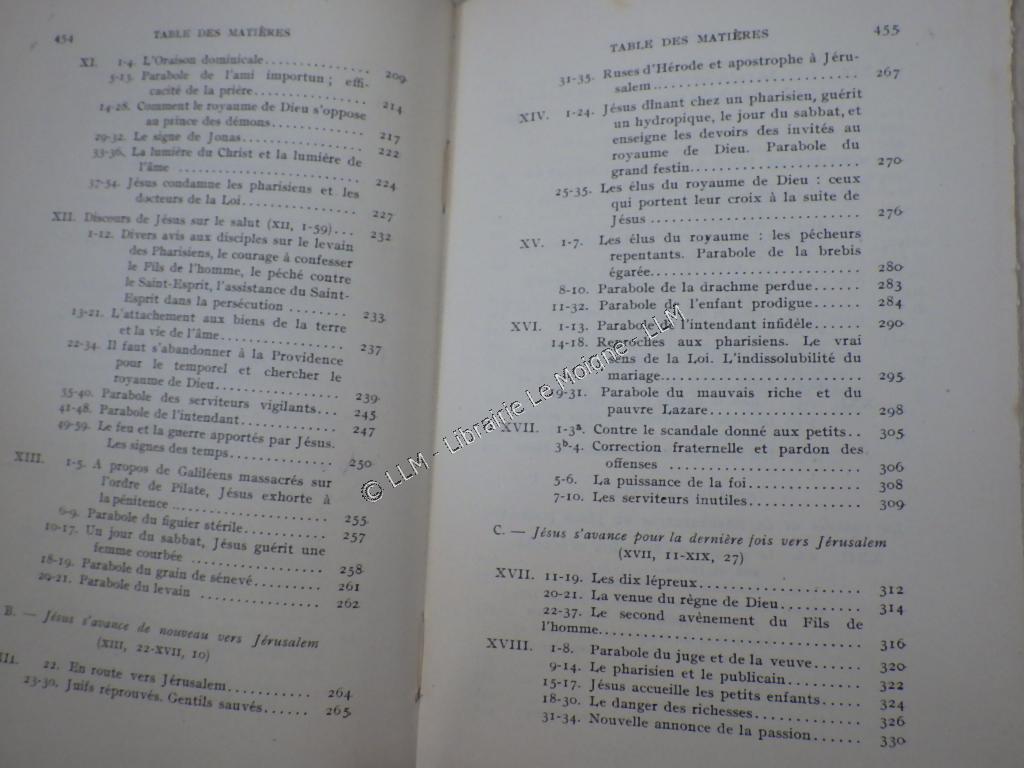 454 TABLE DES MATIÈRES
XI. 1-4. L'Oraison dominicale.................. 209
5-13. Parabole de l'ami importun ; effi-
cacité de la prière.................. 214
14-28. Comment le royaume de Dieu s'oppose
au prince des démons.............. 217
29-32. Le signe de Jonas.................. 222
33-36. La lumière du Christ et la lumière de
l'âme .......................... 224
37-54. Jésus condamne les pharisiens et les
docteurs de la Loi.................. 227
XII. Discours de Jésus sur le salut (XII, 1-59)... 232
1-12. Divers avis aux disciples sur le levain
des Pharisiens, le courage à confesser
le Fils de l'homme, le péché contre
le Saint-Esprit, l'assistance du Saint-
Esprit dans la persécution .......... 233
13-21. L'attachement aux biens de la terre
et la vie de l'âme.................. 237
22-34. Il faut s'abandonner à la Providence
pour le temporel et chercher le
royaume de Dieu.................. 239
35-40. Parabole des serviteurs vigilants... 245
41-48. Parabole de l'intendant............ 247
49-59. Le feu et la guerre apportés par Jésus.
Les signes des temps.............. 250
XIII. 1-5. A propos de Galiléens massacrés sur
l'ordre de Pilate, Jésus exhorte à
la pénitence .................... 255
6-9. Parabole du figuier stérile............ 257
10-17. Un jour du sabbat, Jésus guérit une
femme courbée .................. 258
18-19. Parabole du grain de sénevé.......... 261
20-21. Parabole du levain ................ 262
B. — Jésus s'avance de nouveau vers Jérusalem
(XIII, 22-XVII, 10)
22. En route vers Jérusalem............ 264
23-30. Juifs réprouvés. Gentils sauvés...... 265
TABLE DES MATIÈRES 455
31-35. Ruses d'Hérode et apostrophe à Jéru-
salem.......................... 267
XIV. 1-24. Jésus dînant chez un pharisien, guérit
un hydropique, le jour du sabbat, et
enseigne les devoirs des invités au
royaume de Dieu. Parabole du
grand festin...................... 270
25-35. Les élus du royaume de Dieu : ceux
qui portent leur croix à la suite de
Jésus .......................... 276
XV. 1-7. Les élus du royaume : les pécheurs
repentants. Parabole de la brebis
égarée.......................... 280
8-10. Parabole de la drachme perdue...... 283
11-32. Parabole de l'enfant prodigue...... 284
XVI. 1-13. Parabole de l'intendant infidèle...... 290
14-18. Reproches aux pharisiens. Le vrai
sens de la Loi. L'indissolubilité du
mariage........................ 295
19-31. Parabole du mauvais riche et du
pauvre Lazare.................... 298
XVII. 1-3a. Contre le scandale donné aux petits.. 305
3b-4. Correction fraternelle et pardon des
offenses ........................ 306
5-6. La puissance de la foi.............. 308
7-10. Les serviteurs inutiles.............. 309
C. — Jésus s'avance pour la dernière fois vers Jérusalem
(XVII, 11-XIX, 27)
XVII. 11-19. Les dix lépreux.................. 312
20-21. La venue du règne de Dieu.......... 314
22-37. Le second avènement du Fils de
l'homme............................ 316
XVIII. 1-8. Parabole du juge et de la veuve...... 320
9-14. Le pharisien et le publicain.......... 322
15-17. Jésus accueille les petits enfants...... 324
18-30. Le danger des richesses............ 326
31-34. Nouvelle annonce de la passion...... 330
© LLM - Librairie Le Moigne - LLM